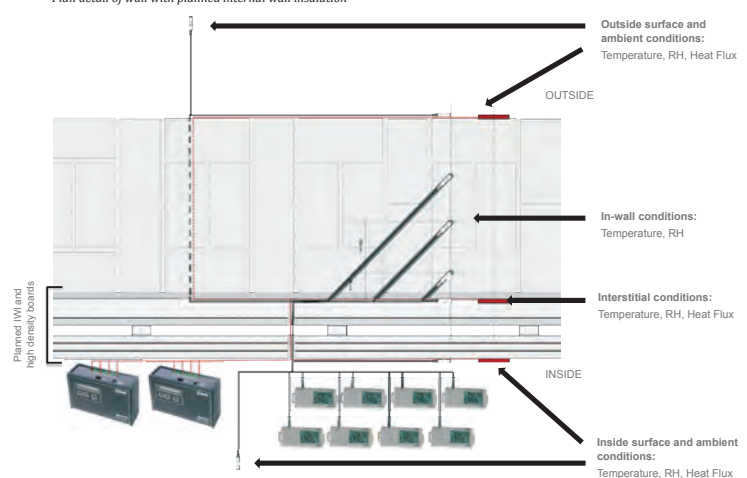 Plan detail of wall with planned internal wall insulation
Outside surface and
ambient conditions:
Temperature, RH, Heat Flux
OUTSIDE
In-wall conditions:
Temperature, RH
Planned IWI and
high density boards
Interstitial conditions:
Temperature, RH, Heat Flux
INSIDE
Inside surface and ambient
conditions:
Temperature, RH, Heat Flux